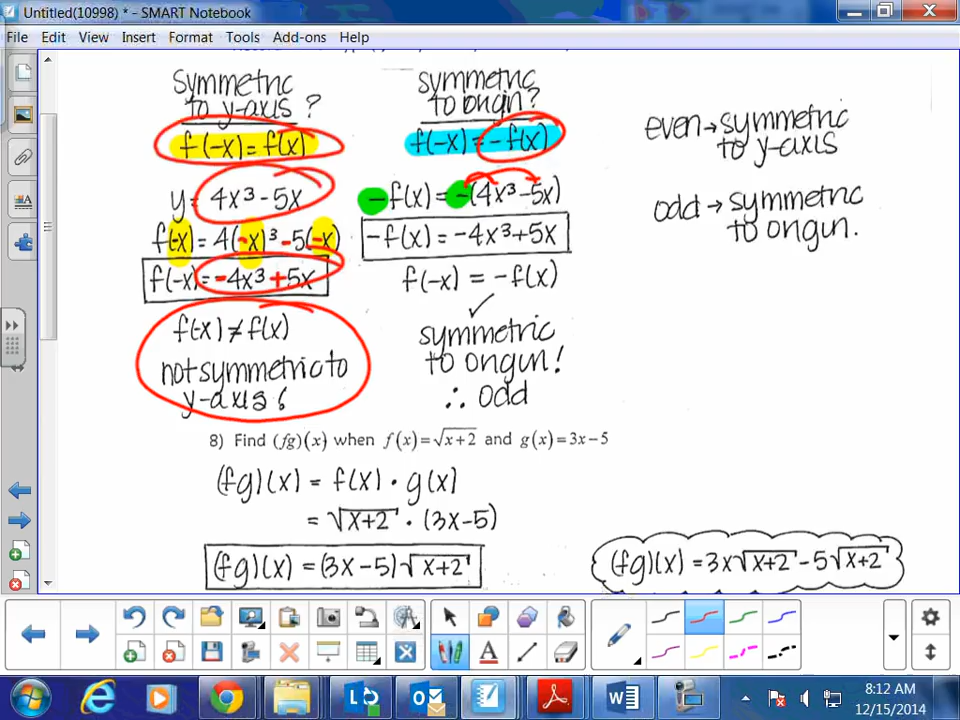 Untitled(10998) * - SMART Notebook
File Edit View Insert Format Tools Add-ons Help
Symmetric
to y-axis ?
f(-x) = f(x)
y = 4x³ - 5x
f(-x) = 4(-x)³ - 5(-x)
f(-x) = -4x³ + 5x
f(-x) ≠ f(x)
not symmetric to
y-axis
symmetric
to origin?
f(-x) = -f(x)
-f(x) = -(4x³ - 5x)
-f(x) = -4x³ + 5x
f(-x) = -f(x)
✓
symmetric
to origin!
∴ odd
even → symmetric
to y-axis
odd → symmetric
to origin.
8) Find (fg)(x) when f(x) = √x+2 and g(x) = 3x − 5
(fg)(x) = f(x) · g(x)
= √x+2 · (3x-5)
(fg)(x) = (3x-5)√x+2
(fg)(x) = 3x√x+2 - 5√x+2
8:12 AM
12/15/2014